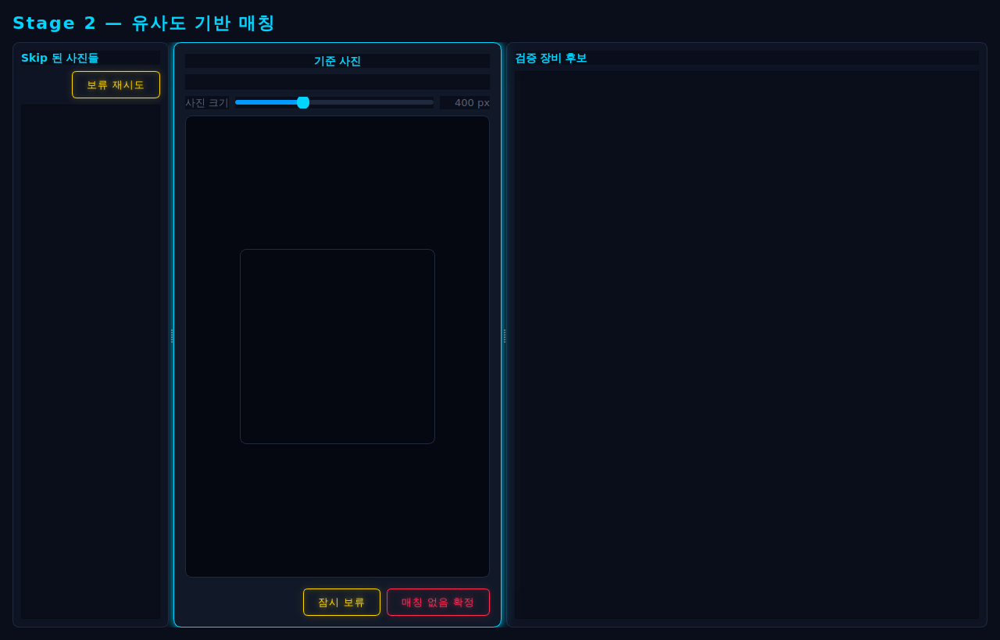 Stage 2 — 유사도 기반 매칭
Skip 된 사진들
보류 재시도
기준 사진
사진 크기
400 px
잠시 보류
매칭 없음 확정
검증 장비 후보